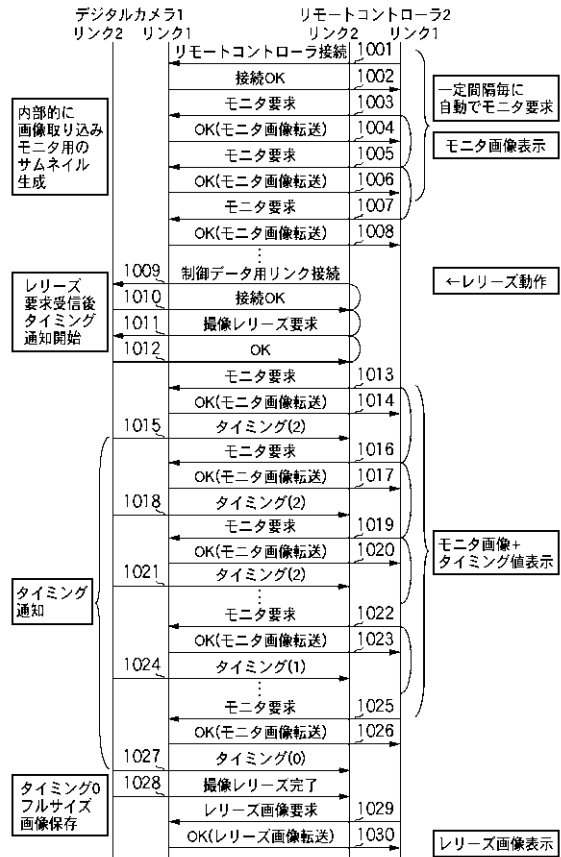 デジタルカメラ1
リモートコントローラ2
リンク2
リンク1
リンク2
リンク1
リモートコントローラ接続
1001
接続OK
1002
モニタ要求
1003
OK(モニタ画像転送)
1004
モニタ要求
1005
OK(モニタ画像転送)
1006
モニタ要求
1007
OK(モニタ画像転送)
1008
内部的に
画像取り込み
モニタ用の
サムネイル
生成
一定間隔毎に
自動でモニタ要求
モニタ画像表示
1009
制御データ用リンク接続
1010
接続OK
1011
撮像レリーズ要求
1012
OK
レリーズ
要求受信後
タイミング
通知開始
←レリーズ動作
モニタ要求
1013
OK(モニタ画像転送)
1014
1015
タイミング(2)
モニタ要求
1016
OK(モニタ画像転送)
1017
1018
タイミング(2)
モニタ要求
1019
OK(モニタ画像転送)
1020
1021
タイミング(2)
モニタ要求
1022
OK(モニタ画像転送)
1023
1024
タイミング(1)
モニタ要求
1025
OK(モニタ画像転送)
1026
1027
タイミング(0)
タイミング
通知
モニタ画像+
タイミング値表示
1028
撮像レリーズ完了
レリーズ画像要求
1029
OK(レリーズ画像転送)
1030
タイミング0
フルサイズ
画像保存
レリーズ画像表示